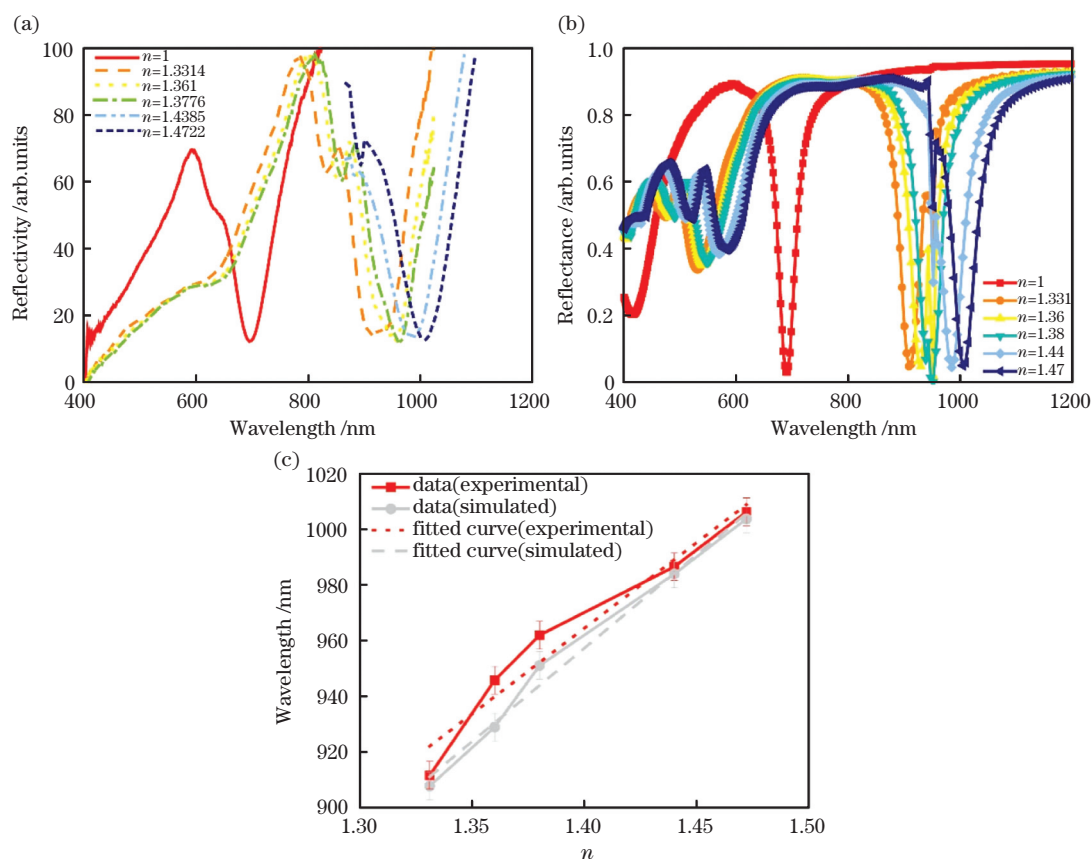 (a)
100
80
60
40
20
0
400
600
800
1000
1200
Reflectivity /arb.units
Wavelength /nm
n=1
n=1.3314
n=1.361
n=1.3776
n=1.4385
n=1.4722
(b)
1.0
0.8
0.6
0.4
0.2
0
400
600
800
1000
1200
Reflectance /arb.units
Wavelength /nm
n=1
n=1.331
n=1.36
n=1.38
n=1.44
n=1.47
(c)
1020
1000
980
960
940
920
900
1.30
1.35
1.40
1.45
1.50
Wavelength /nm
n
data(experimental)
data(simulated)
fitted curve(experimental)
fitted curve(simulated)